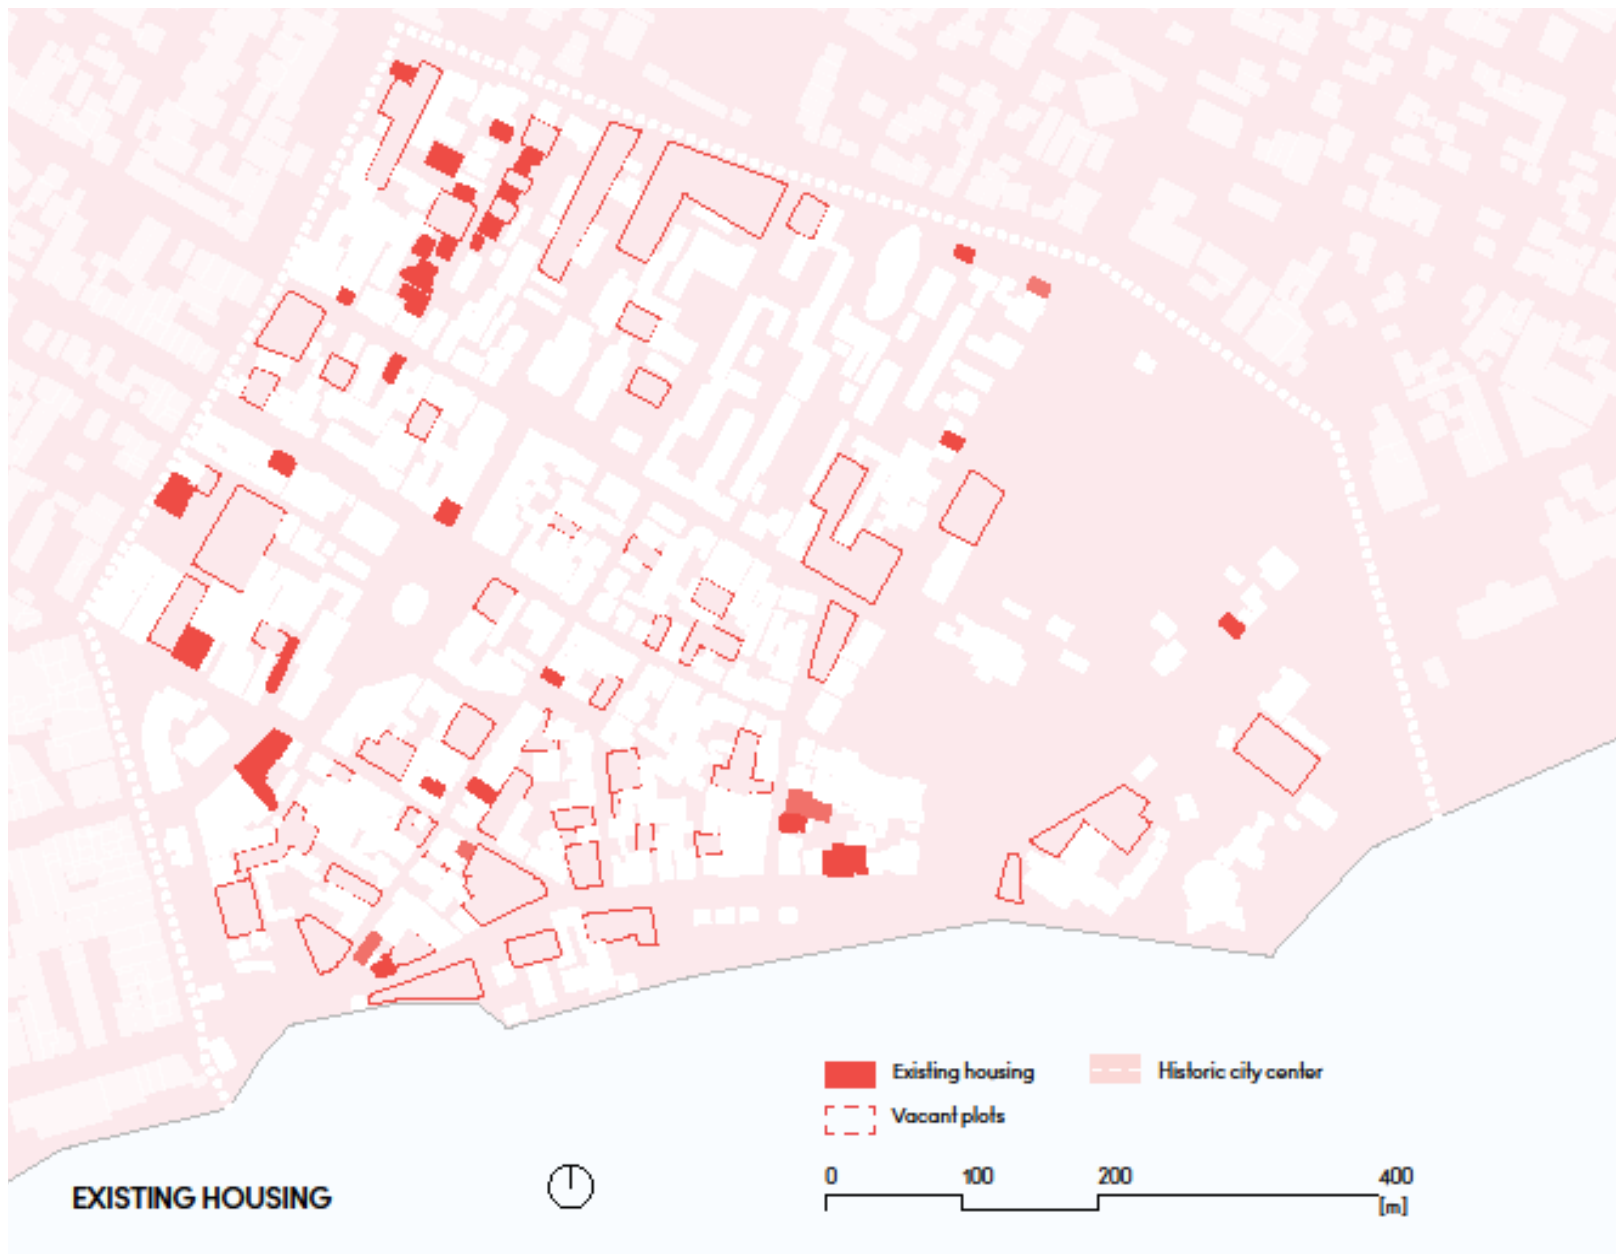 Existing housing
Historic city center
Vacant plots
0 100 200 400
[m]
EXISTING HOUSING